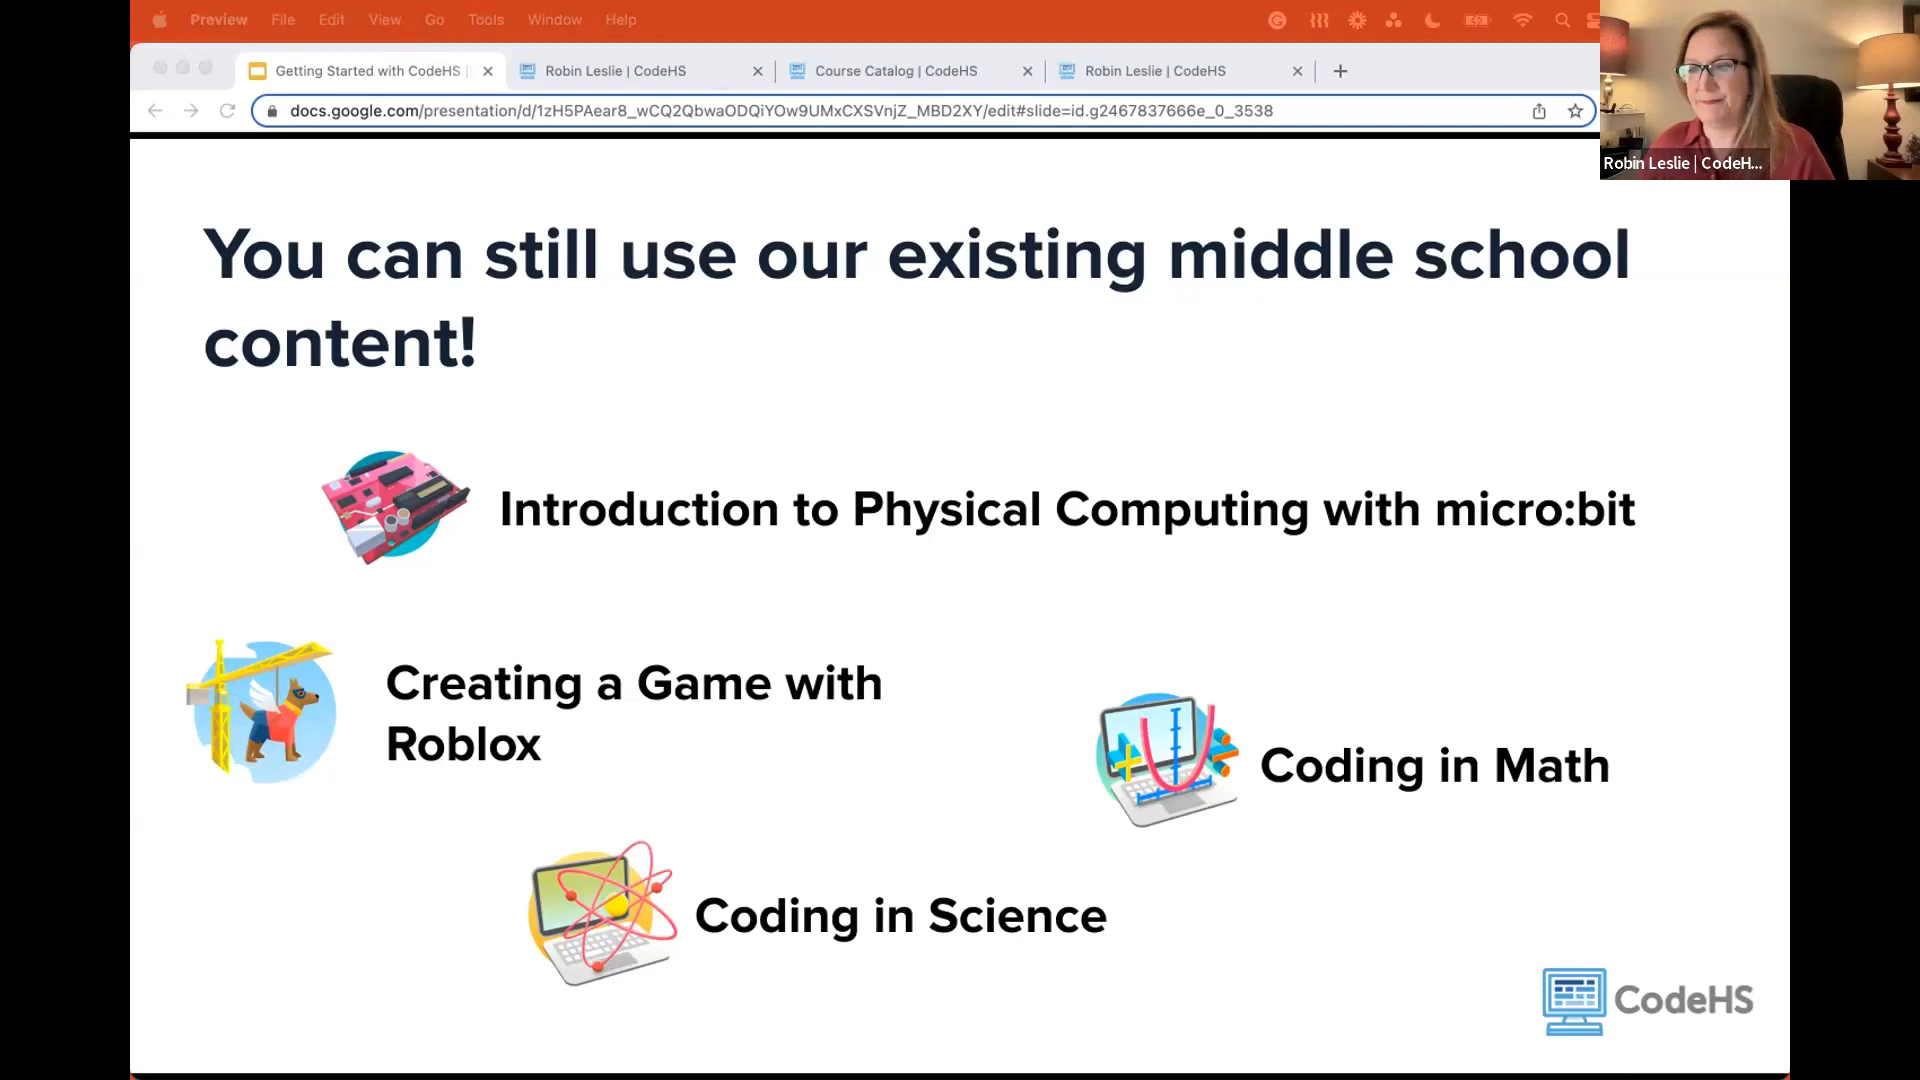 Preview File Edit View Go Tools Window Help
Getting Started with CodeHS | Robin Leslie | CodeHS Course Catalog | CodeHS Robin Leslie | CodeHS
docs.google.com/presentation/d/1zH5PAear8_wCQ2QbwaODQiYOw9UMxCXSVnjZ_MBD2XY/edit#slide=id.g2467837666e_0_3538
Robin Leslie | CodeH...
You can still use our existing middle school
content!
Introduction to Physical Computing with micro:bit
Creating a Game with
Roblox
Coding in Math
Coding in Science
CodeHS